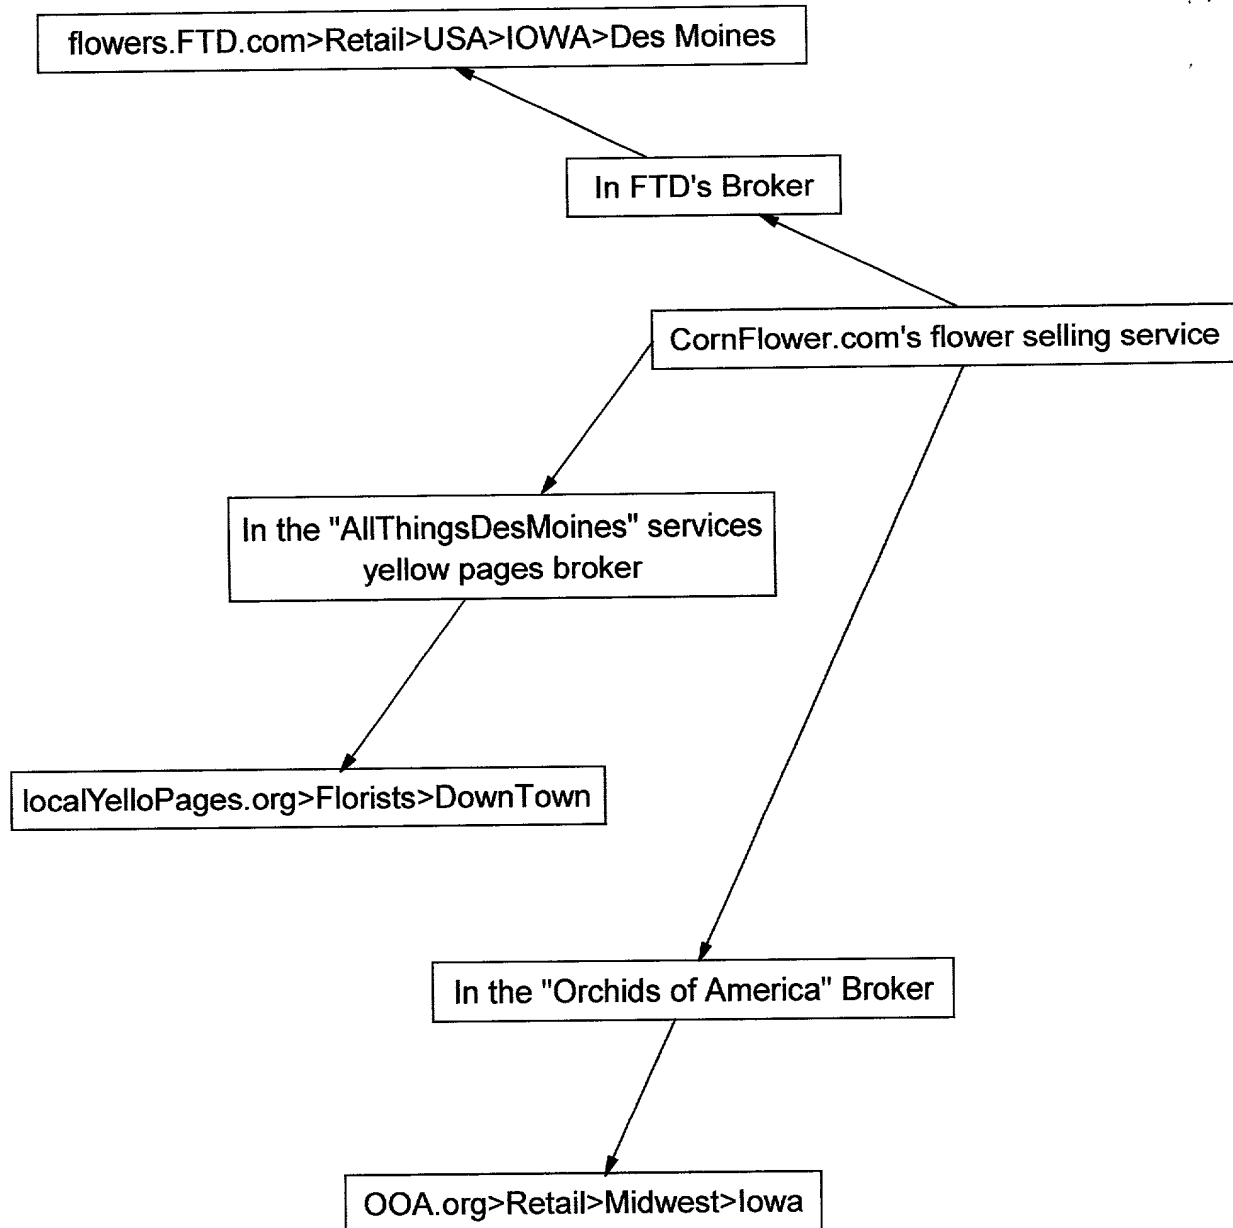 flowers.FTD.com>Retail>USA>IOWA>Des Moines
In FTD's Broker
CornFlower.com's flower selling service
In the "AllThingsDesMoines" services
yellow pages broker
localYelloPages.org>Florists>DownTown
In the "Orchids of America" Broker
OOA.org>Retail>Midwest>Iowa